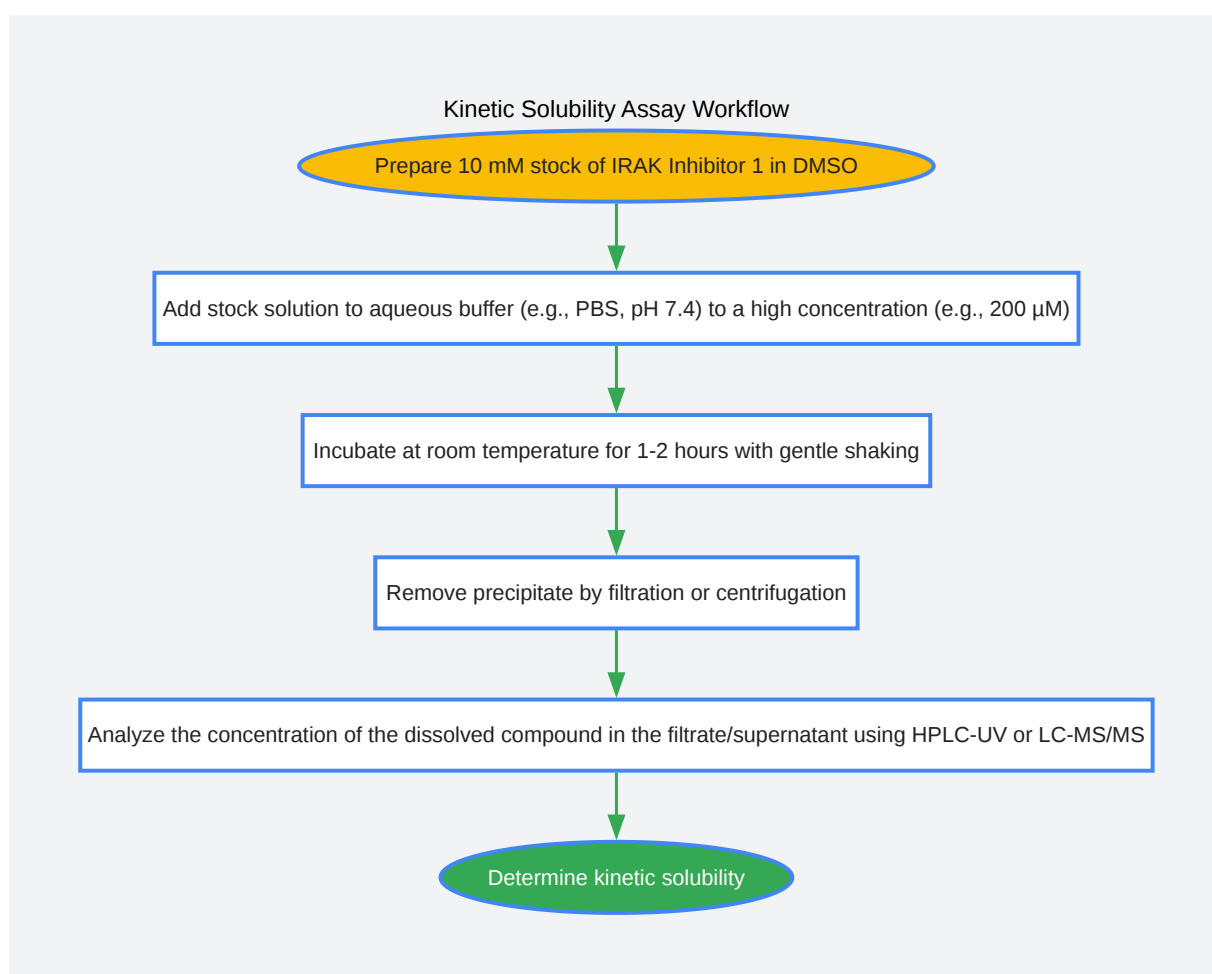 Kinetic Solubility Assay Workflow
Prepare 10 mM stock of IRAK Inhibitor 1 in DMSO
Add stock solution to aqueous buffer (e.g., PBS, pH 7.4) to a high concentration (e.g., 200 µM)
Incubate at room temperature for 1-2 hours with gentle shaking
Remove precipitate by filtration or centrifugation
Analyze the concentration of the dissolved compound in the filtrate/supernatant using HPLC-UV or LC-MS/MS
Determine kinetic solubility